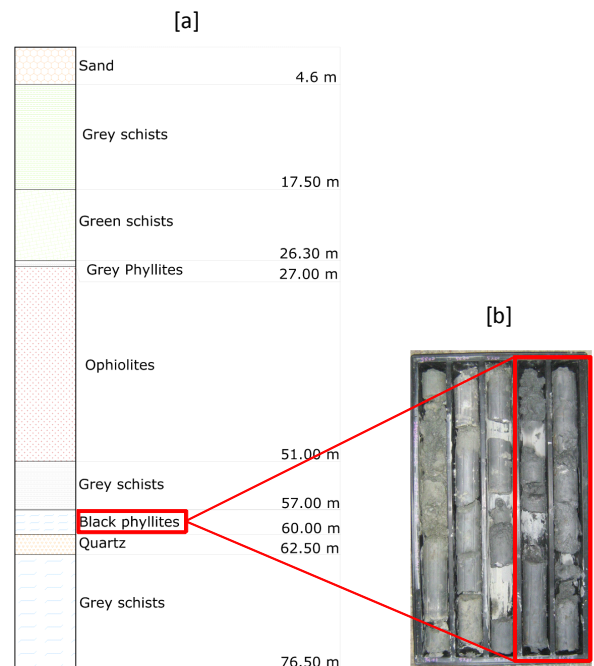 [a]
Sand
4.6 m
Grey schists
17.50 m
Green schists
26.30 m
Grey Phyllites
27.00 m
[b]
Ophiolites
51.00 m
Grey schists
57.00 m
Black phyllites
60.00 m
Quartz
62.50 m
Grey schists
76.50 m